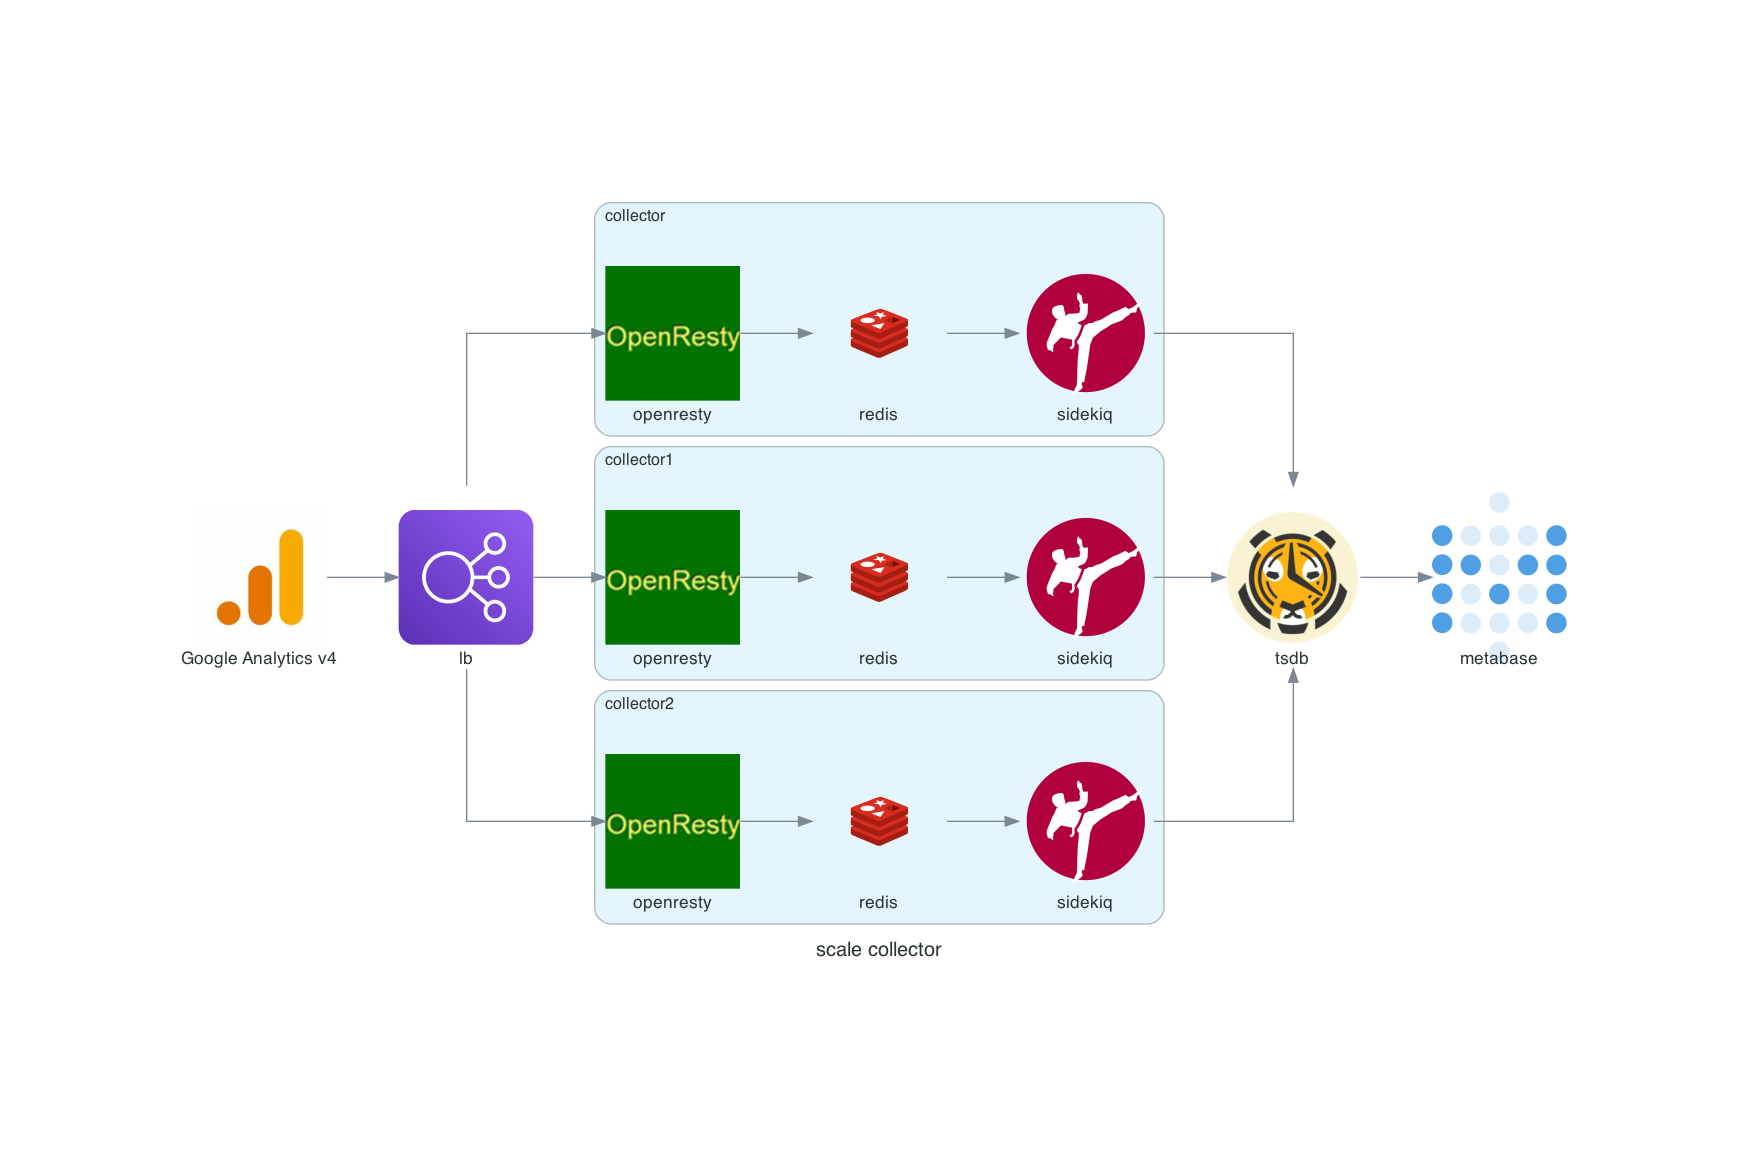 collector
OpenResty
openresty
redis
sidekiq
collector1
OpenResty
openresty
redis
sidekiq
Google Analytics v4
lb
tsdb
metabase
collector2
OpenResty
openresty
redis
sidekiq
scale collector